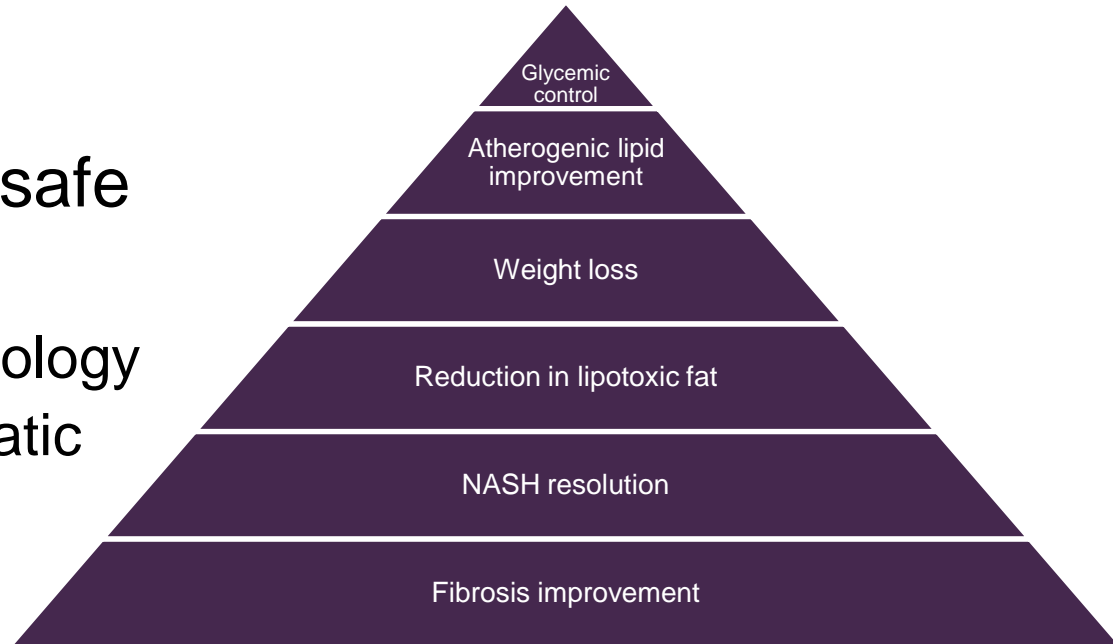 Glycemic
control
Atherogenic lipid
improvement
safe
Weight loss
ology
Reduction in lipotoxic fat
atic
NASH resolution
Fibrosis improvement